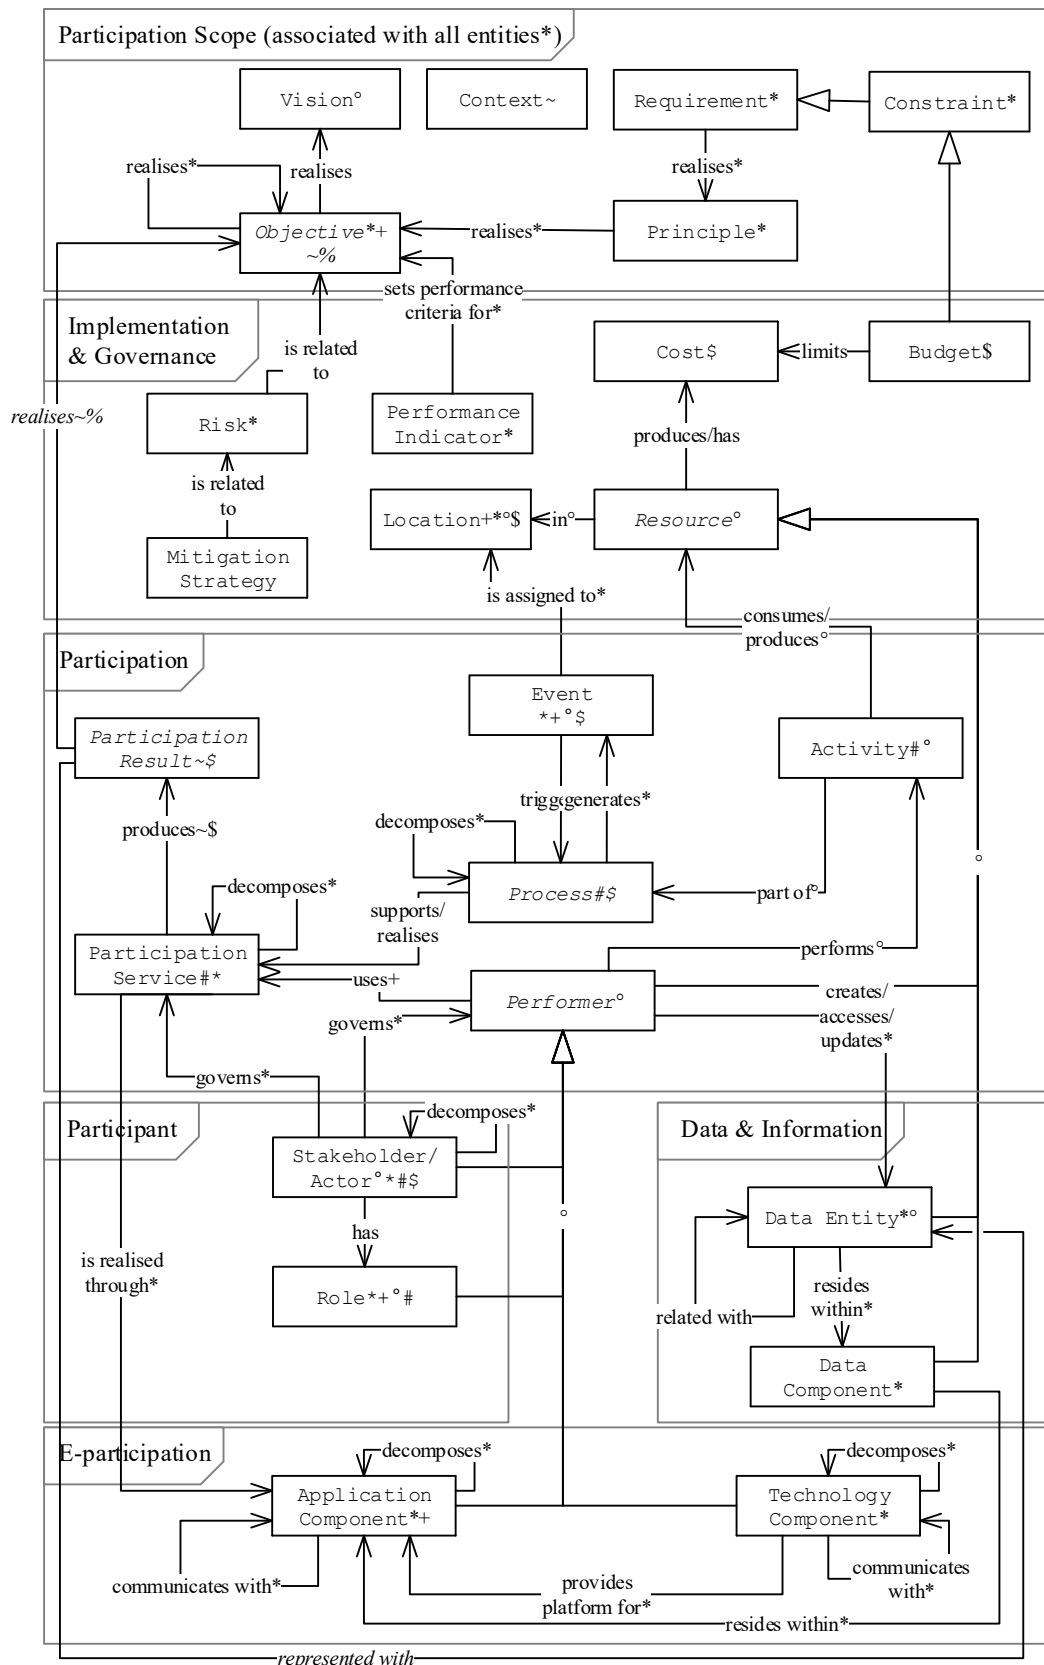 Participation Scope (associated with all entities*)
Vision°
Context~
Requirement*
Constraint*
realises*
realises
realises*
Objective*+
~%
realises*
Principle*
sets performance
criteria for*
Implementation
& Governance
is related
to
Cost$
limits
Budget$
realises~%
Risk*
Performance
Indicator*
produces/has
is related
to
Location+*°$
in°
Resource°
Mitigation
Strategy
is assigned to*
consumes/
produces°
Participation
Event
*+°$
Participation
Result~$
Activity#°
generates*
produces~$
decomposes*
°
decomposes*
Process#$
part of°
supports/
realises
Participation
Service#*
performs°
uses+
Performer°
creates/
accesses/
updates*
governs*
governs*
Participant
decomposes*
Data & Information
Stakeholder/
Actor°*#$
°
Data Entity*°
has
is realised
through*
Role*+°#
resides
within*
related with
Data
Component*
E-participation
decomposes*
decomposes*
Application
Component*+
Technology
Component*
communicates with*
provides
platform for*
communicates
with*
resides within*
represented with